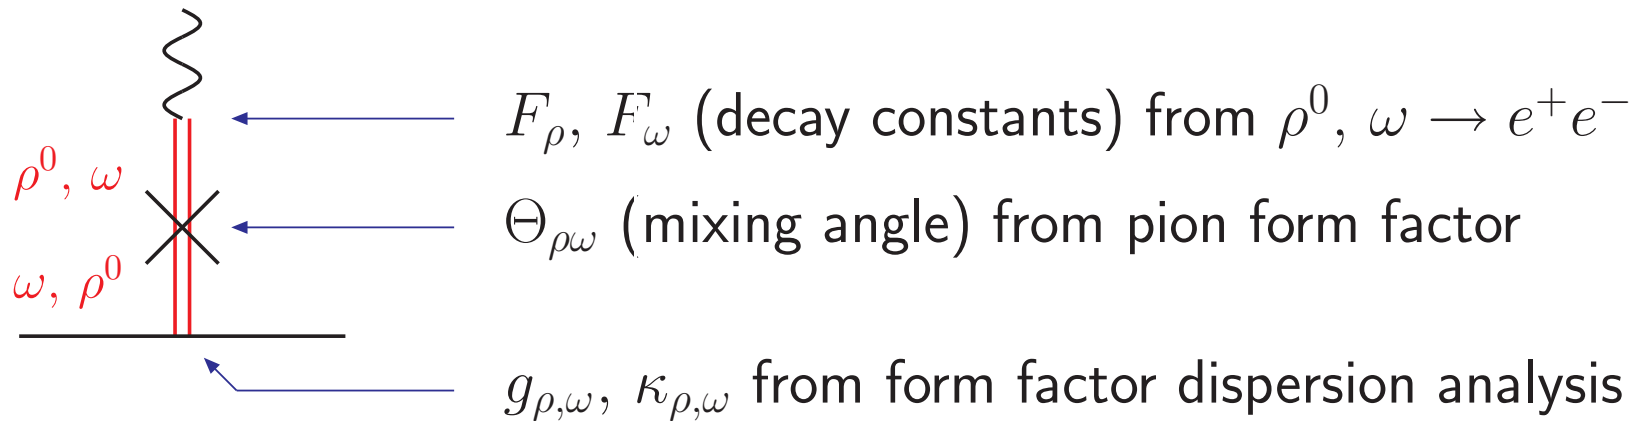 F_ρ, F_ω (decay constants) from ρ⁰, ω → e⁺e⁻
ρ⁰, ω
Θ_ρω (mixing angle) from pion form factor
ω, ρ⁰
g_ρ,ω, κ_ρ,ω from form factor dispersion analysis